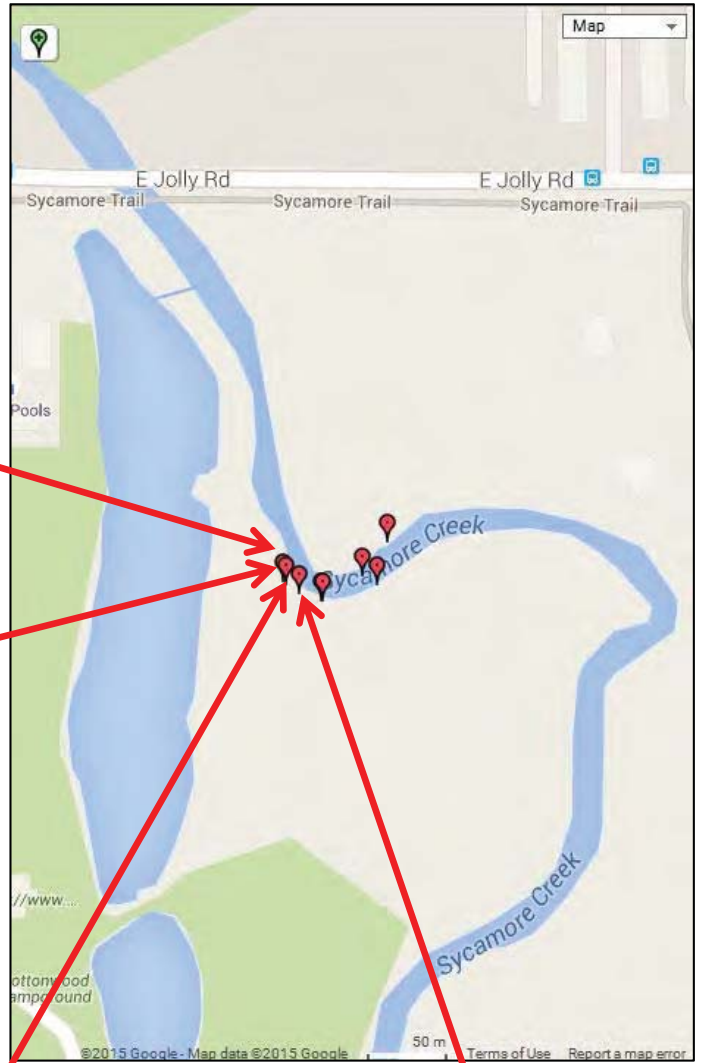 Map
E Jolly Rd
E Jolly Rd
Sycamore Trail
Sycamore Trail
Sycamore Trail
Pools
Sycamore Creek
//www....
Sycamore Creek
ottonwood
ampground
50 m
©2015 Google - Map data ©2015 Google
Terms of Use
Report a map error